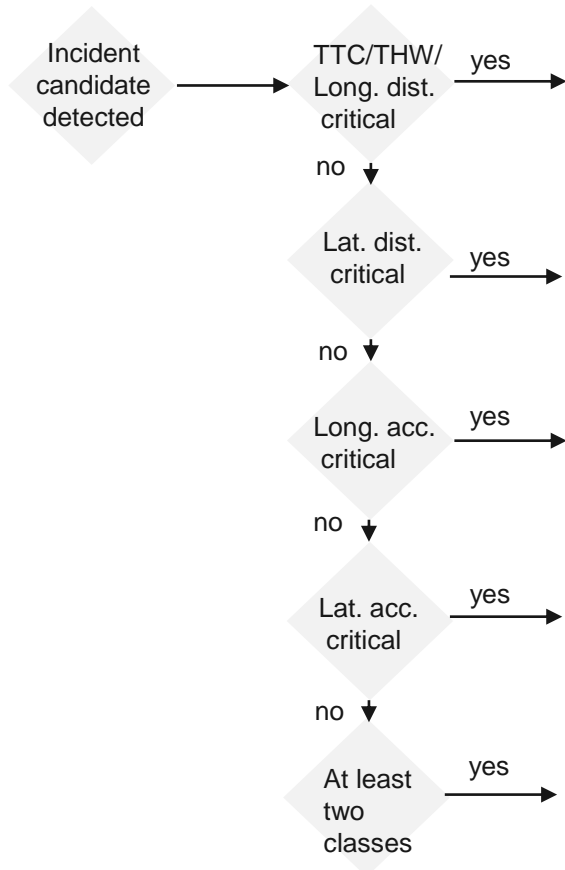 Incident
candidate
detected
TTC/THW/
Long. dist.
critical
yes
no
Lat. dist.
critical
yes
no
Long. acc.
critical
yes
no
Lat. acc.
critical
yes
no
At least
two
classes
yes